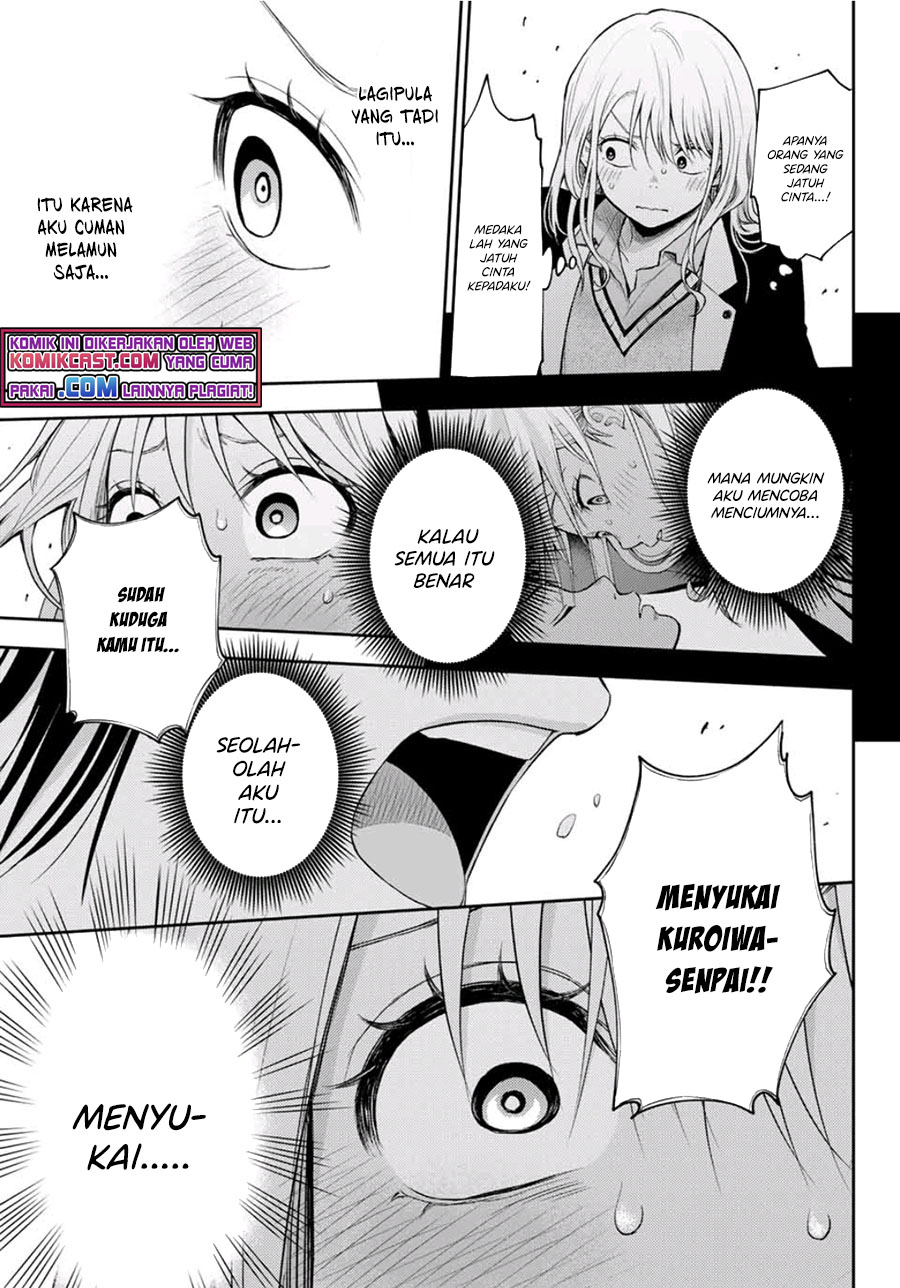 APANYA
ORANG YANG
SEDANG
JATUH
CINTA...!
MEDAKA
LAH YANG
JATUH
CINTA
KEPADAKU!
LAGIPULA
YANG TADI
ITU...
ITU KARENA
AKU CUMAN
MELAMUN
SAJA...
KOMIK INI DIKERJAKAN OLEH WEB
KOMIKCAST.COM YANG CUMA
PAKAI .COM LAINNYA PLAGIAT!
MANA MUNGKIN
AKU MENCOBA
MENCIUMNYA...
KALAU
SEMUA ITU
BENAR
SUDAH
KUDUGA
KAMU ITU...
SEOLAH-
OLAH
AKU
ITU...
MENYUKAI
KUROIWA-
SENPAI!!
MENYU-
KAI.....